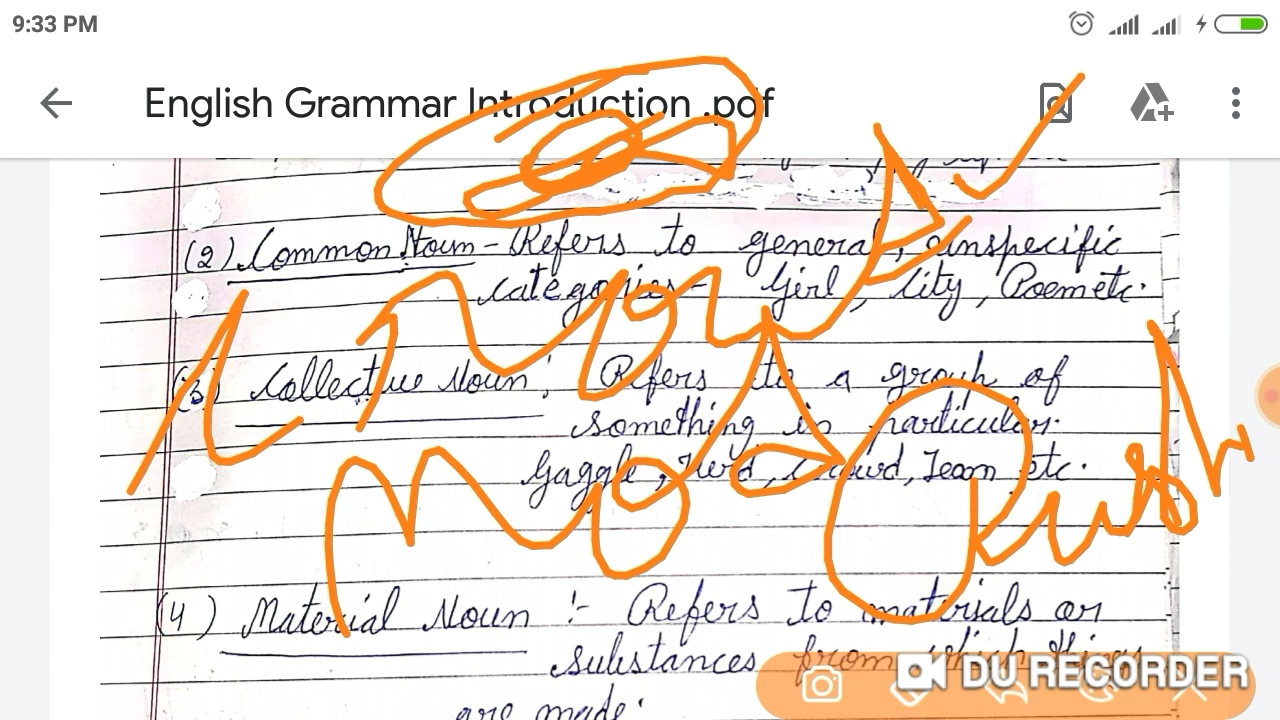 9:33 PM
English Grammar Introduction .pdf
(2) Common Noun - Refers to general, unspecific
categories - Girl, City, Poem etc.
(3) Collective Noun : Refers to a group of
something in particular.
Gaggle, Herd, Crowd, Team etc.
(4) Material Noun :- Refers to materials or
substances from which things
are made.
DU RECORDER